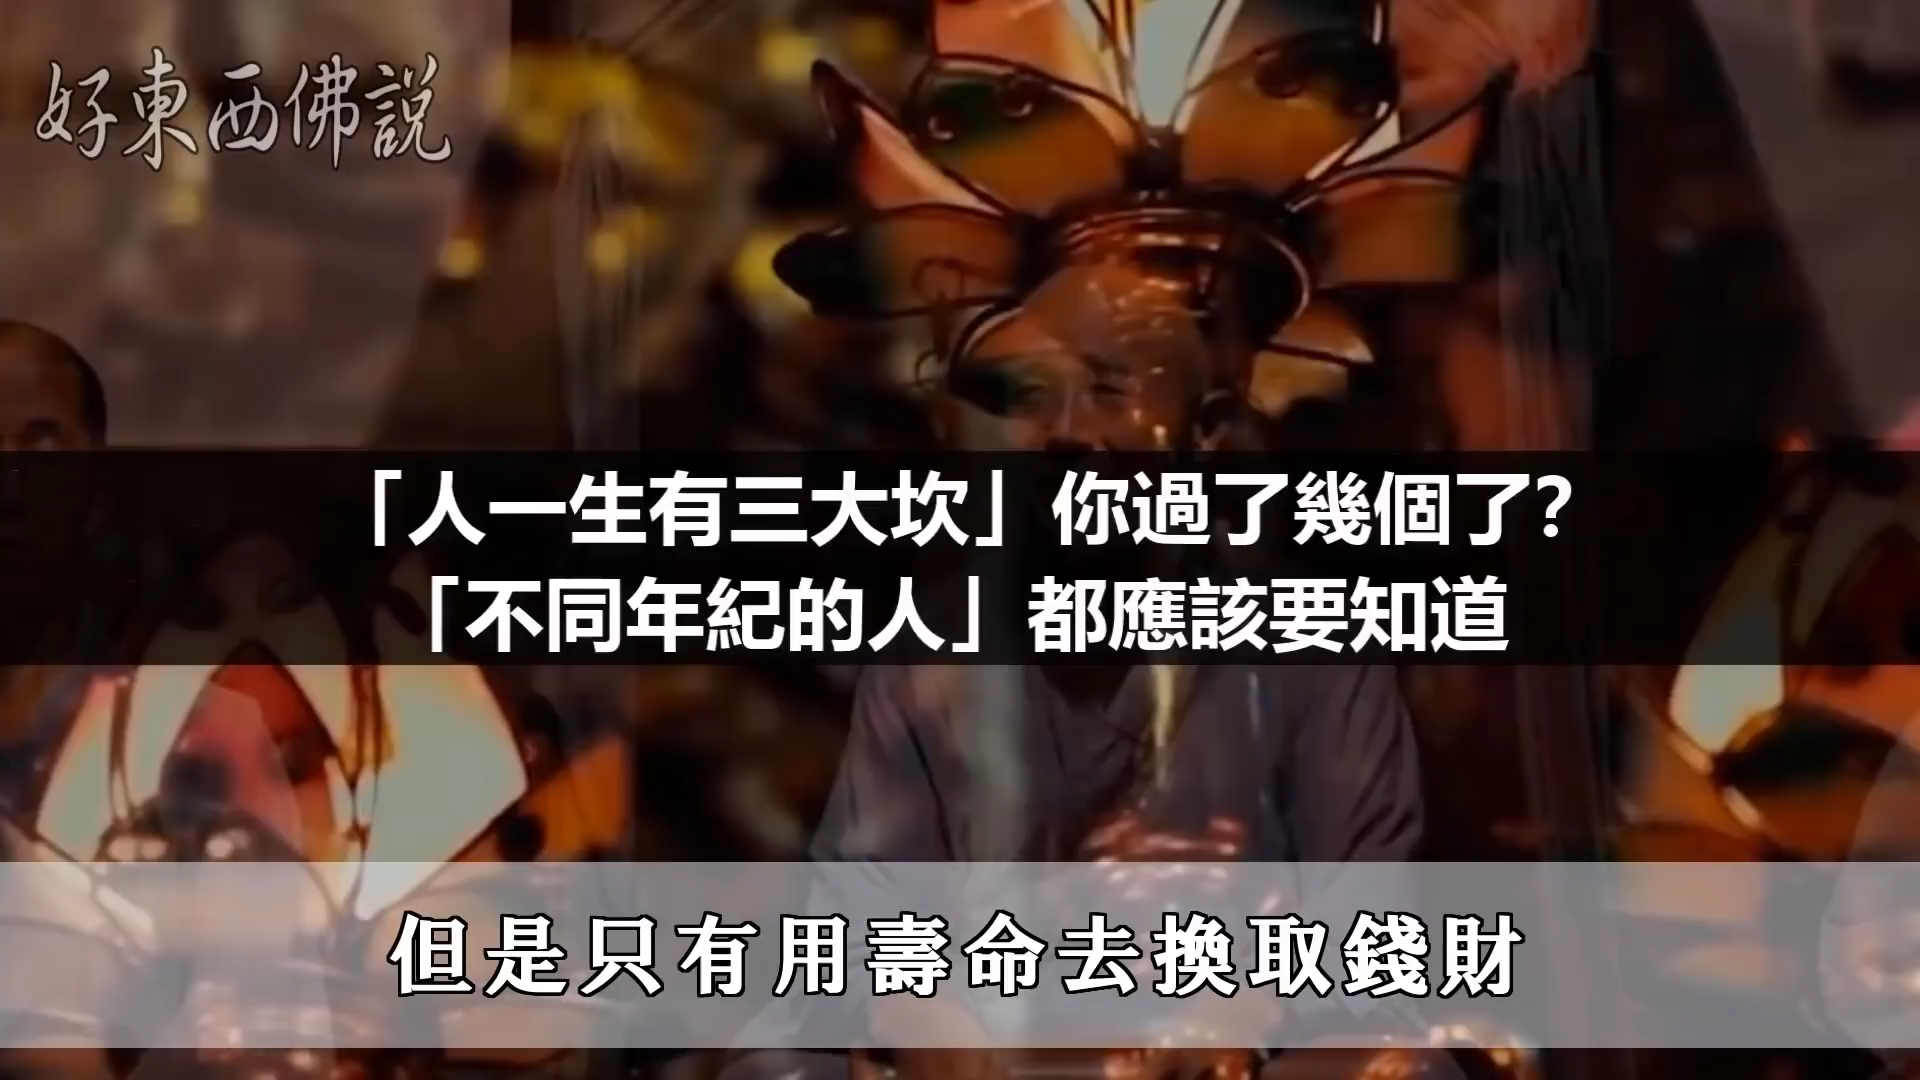 好東西佛說
「人一生有三大坎」你過了幾個了？
「不同年紀的人」都應該要知道
但是只有用壽命去換取錢財